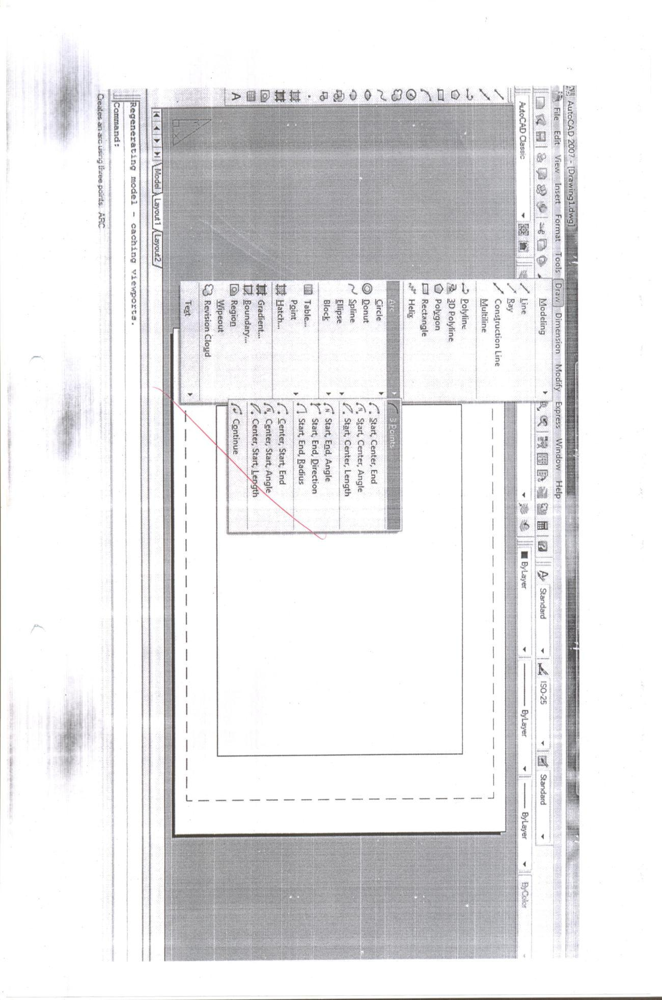 AutoCAD 2007 - [Drawing1.dwg]
File Edit View Insert Format Tools Draw Dimension Modify Express Window Help
Standard ISO-25 Standard
AutoCAD Classic ByLayer ByLayer ByLayer ByColor
Modeling
Line
Ray
Construction Line
Multiline
Polyline
3D Polyline
Polygon
Rectangle
Helix
Arc
Circle
Donut
Spline
Ellipse
Block
Table...
Point
Hatch...
Gradient...
Boundary...
Region
Wipeout
Revision Cloud
Text
3 Points
Start, Center, End
Start, Center, Angle
Start, Center, Length
Start, End, Angle
Start, End, Direction
Start, End, Radius
Center, Start, End
Center, Start, Angle
Center, Start, Length
Continue
A
Model Layout1 Layout2
Regenerating model - caching viewports.
Command:
Creates an arc using three points: ARC